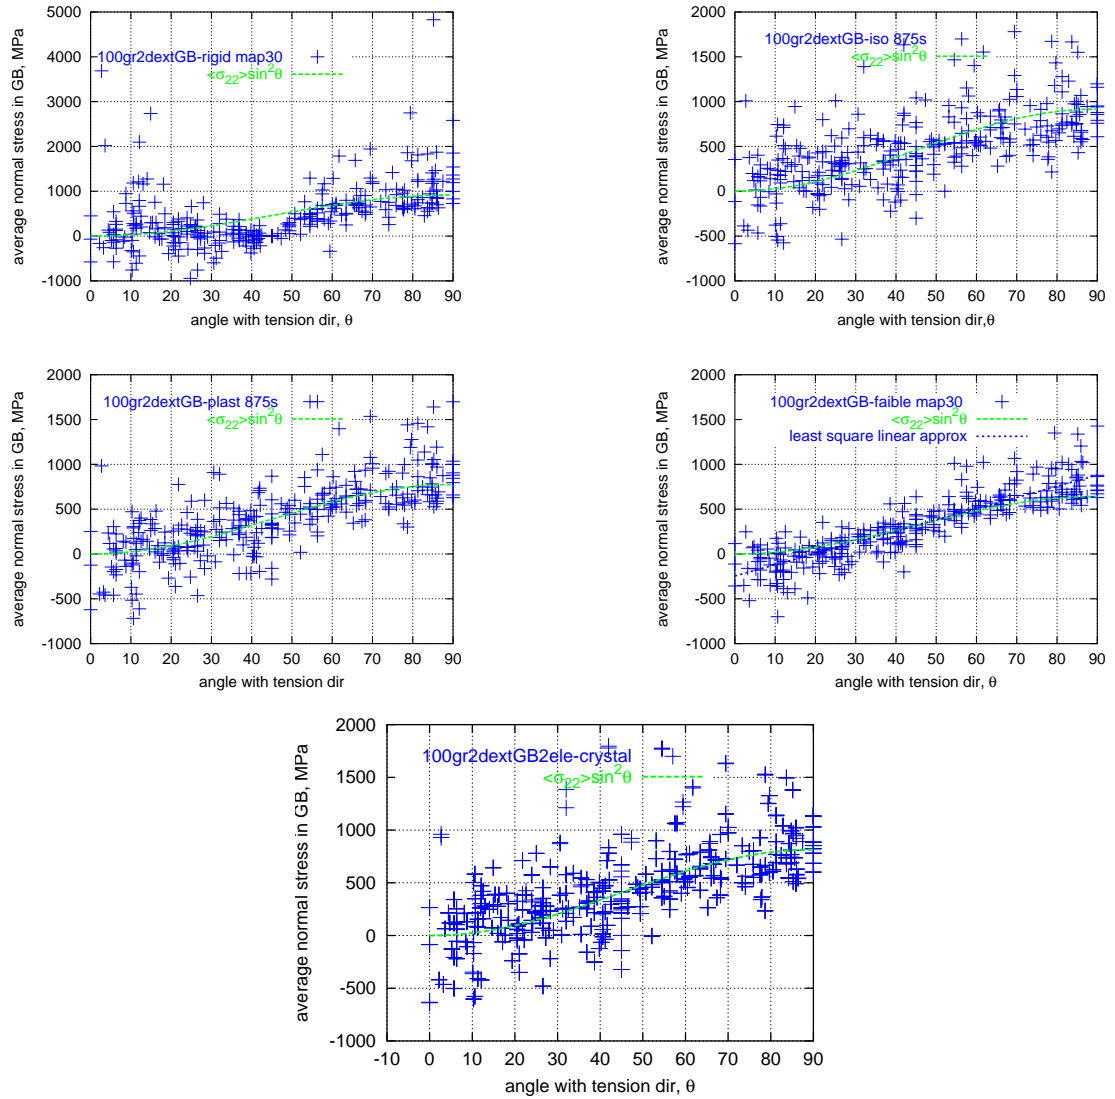 5000
4000
3000
2000
1000
0
-1000
0 10 20 30 40 50 60 70 80 90
average normal stress in GB, MPa
angle with tension dir, θ
100gr2dextGB-rigid map30
<σ22>sin2θ
2000
1500
1000
500
0
-500
-1000
0 10 20 30 40 50 60 70 80 90
average normal stress in GB, MPa
angle with tension dir,θ
100gr2dextGB-iso 875s
<σ22>sin2θ
2000
1500
1000
500
0
-500
-1000
0 10 20 30 40 50 60 70 80 90
average normal stress in GB, MPa
angle with tension dir
100gr2dextGB-plast 875s
<σ22>sin2θ
2000
1500
1000
500
0
-500
-1000
0 10 20 30 40 50 60 70 80 90
average normal stress in GB, MPa
angle with tension dir, θ
100gr2dextGB-faible map30
<σ22>sin2θ
least square linear approx
2000
1500
1000
500
0
-500
-1000
-10 0 10 20 30 40 50 60 70 80 90
average normal stress in GB, MPa
angle with tension dir, θ
100gr2dextGB2ele-crystal
<σ22>sin2θ